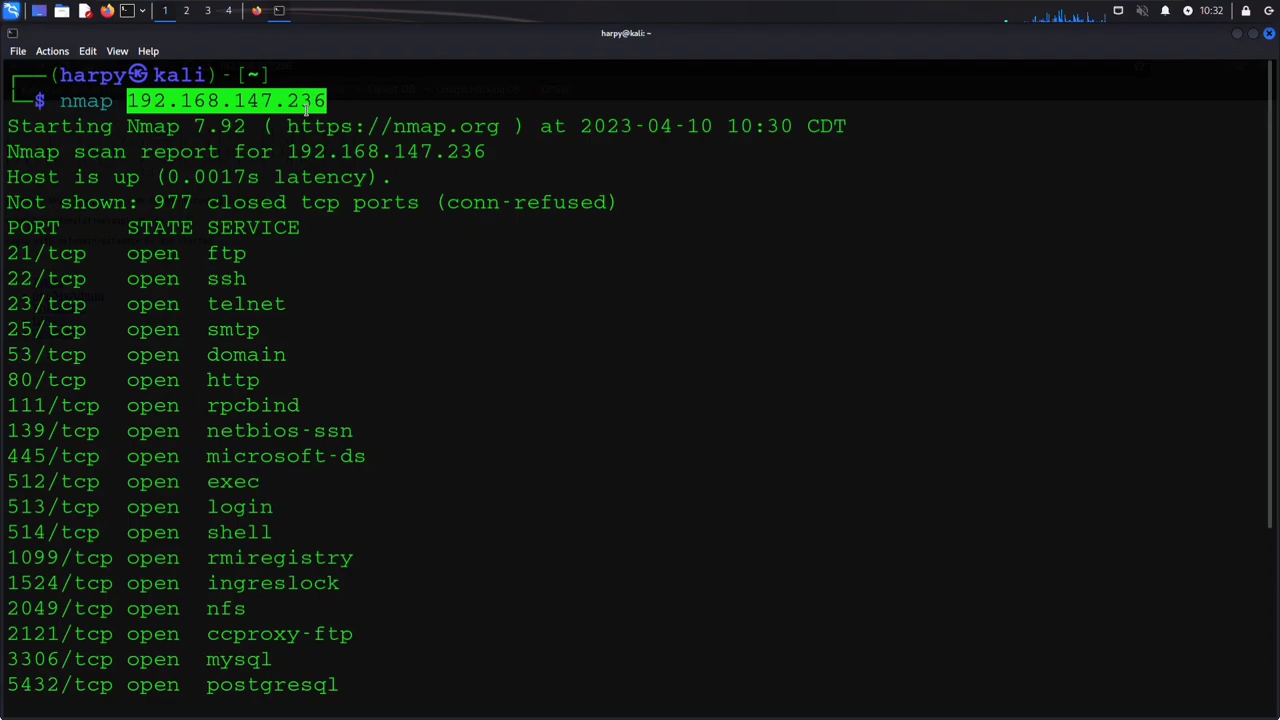 1 2 3 4 10:32
harpy@kali: ~
File Actions Edit View Help
(harpy㉿kali)-[~]
$ nmap 192.168.147.236
Starting Nmap 7.92 ( https://nmap.org ) at 2023-04-10 10:30 CDT
Nmap scan report for 192.168.147.236
Host is up (0.0017s latency).
Not shown: 977 closed tcp ports (conn-refused)
PORT STATE SERVICE
21/tcp open ftp
22/tcp open ssh
23/tcp open telnet
25/tcp open smtp
53/tcp open domain
80/tcp open http
111/tcp open rpcbind
139/tcp open netbios-ssn
445/tcp open microsoft-ds
512/tcp open exec
513/tcp open login
514/tcp open shell
1099/tcp open rmiregistry
1524/tcp open ingreslock
2049/tcp open nfs
2121/tcp open ccproxy-ftp
3306/tcp open mysql
5432/tcp open postgresql